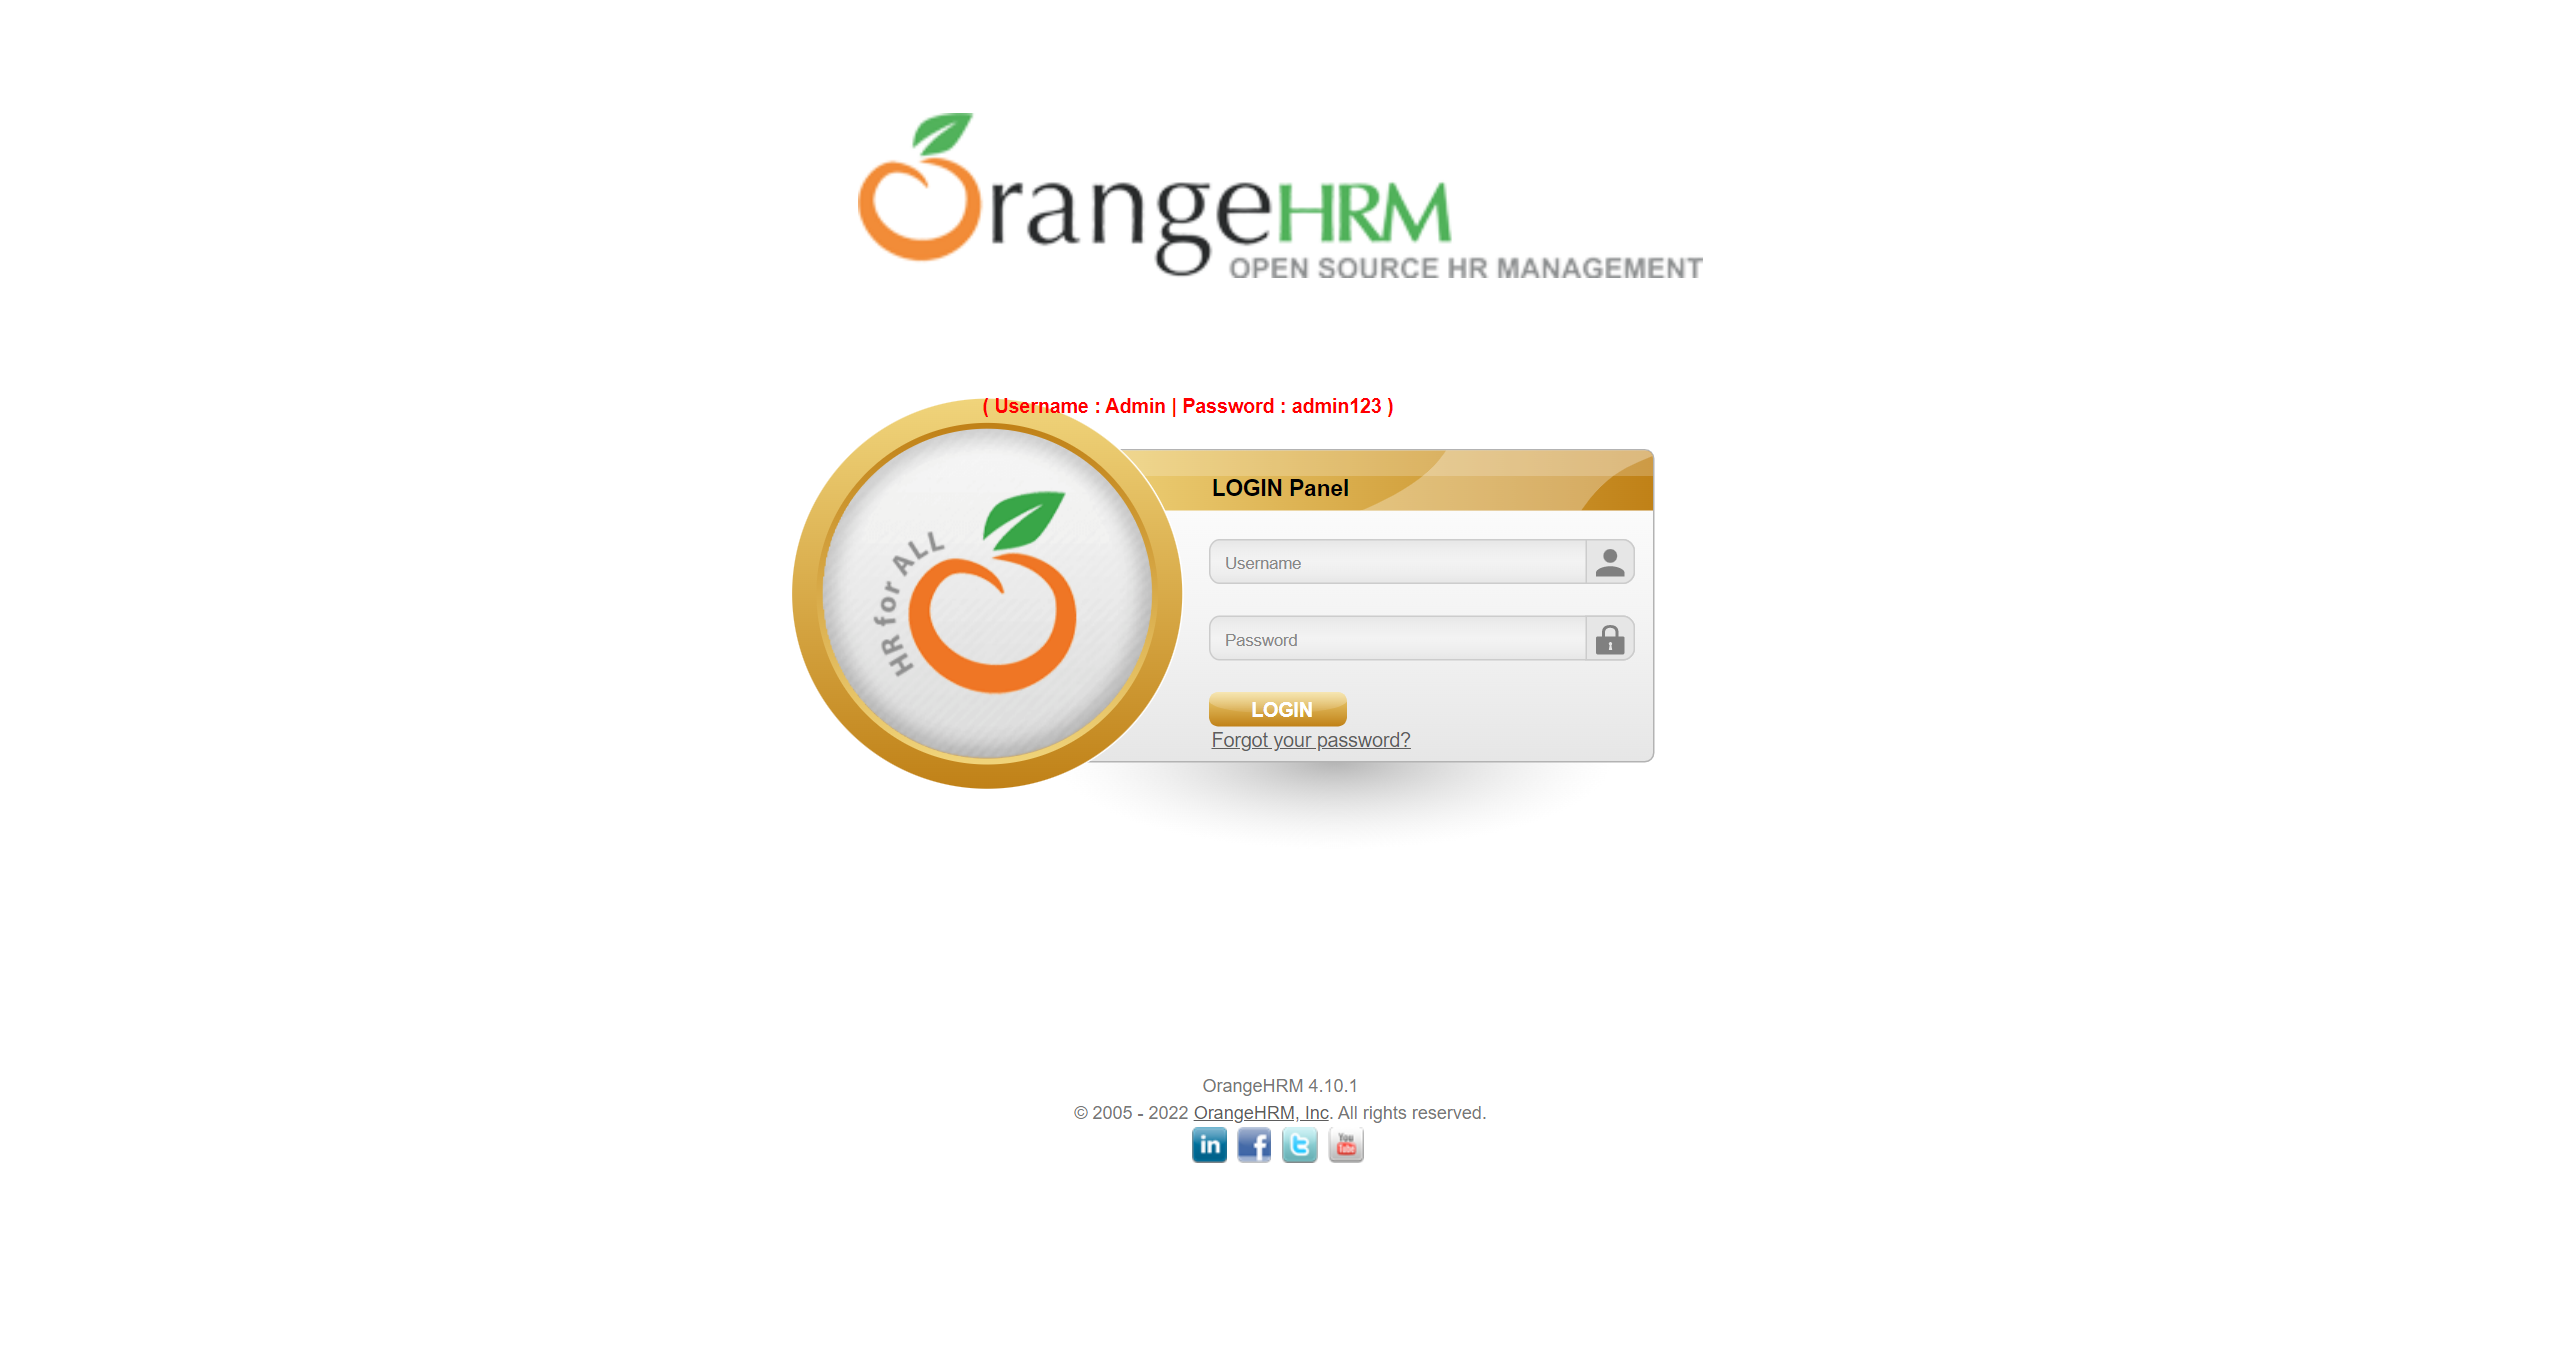 OrangeHRM
OPEN SOURCE HR MANAGEMENT
( Username : Admin | Password : admin123 )
HR for ALL
LOGIN Panel
Username
Password
LOGIN
Forgot your password?
OrangeHRM 4.10.1
© 2005 - 2022 OrangeHRM, Inc. All rights reserved.
in f t You Tube